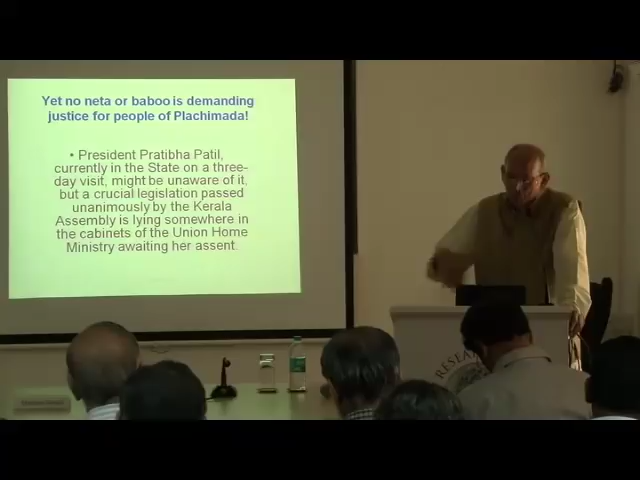 Yet no neta or baboo is demanding
justice for people of Plachimada!
• President Pratibha Patil,
currently in the State on a three-
day visit, might be unaware of it,
but a crucial legislation passed
unanimously by the Kerala
Assembly is lying somewhere in
the cabinets of the Union Home
Ministry awaiting her assent.
RESEAR